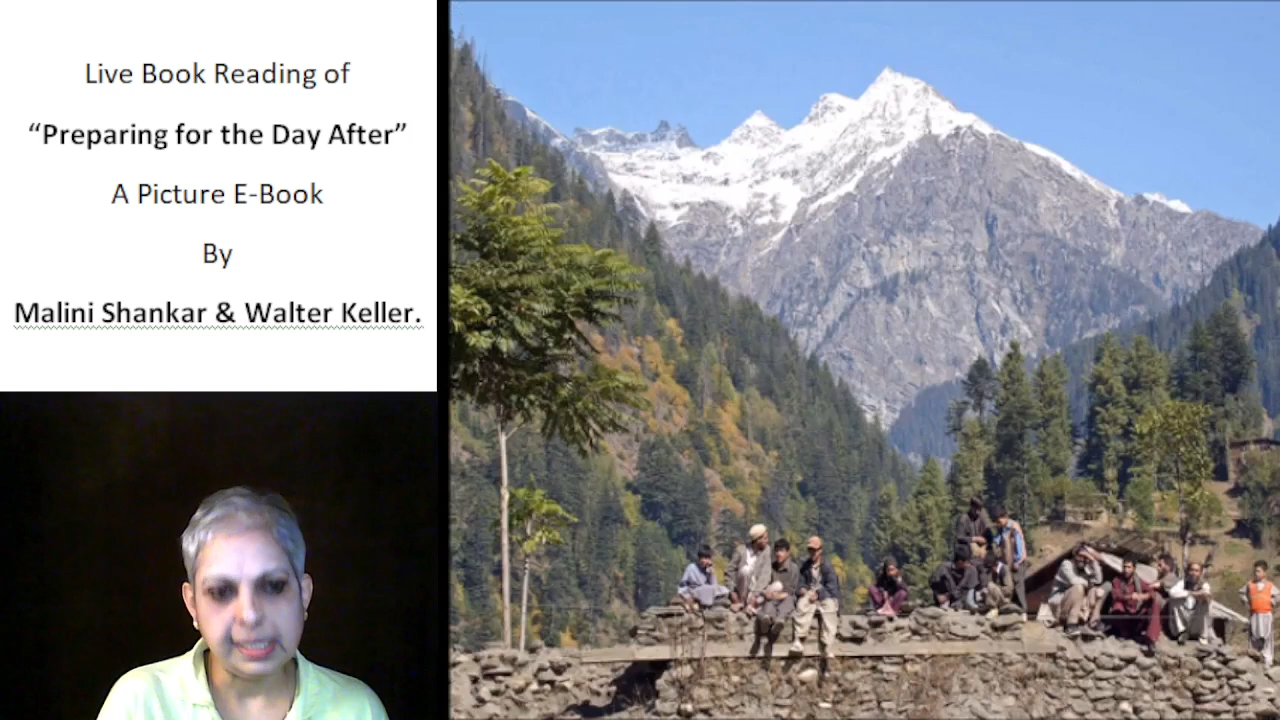 Live Book Reading of
“Preparing for the Day After”
A Picture E-Book
By
Malini Shankar & Walter Keller.